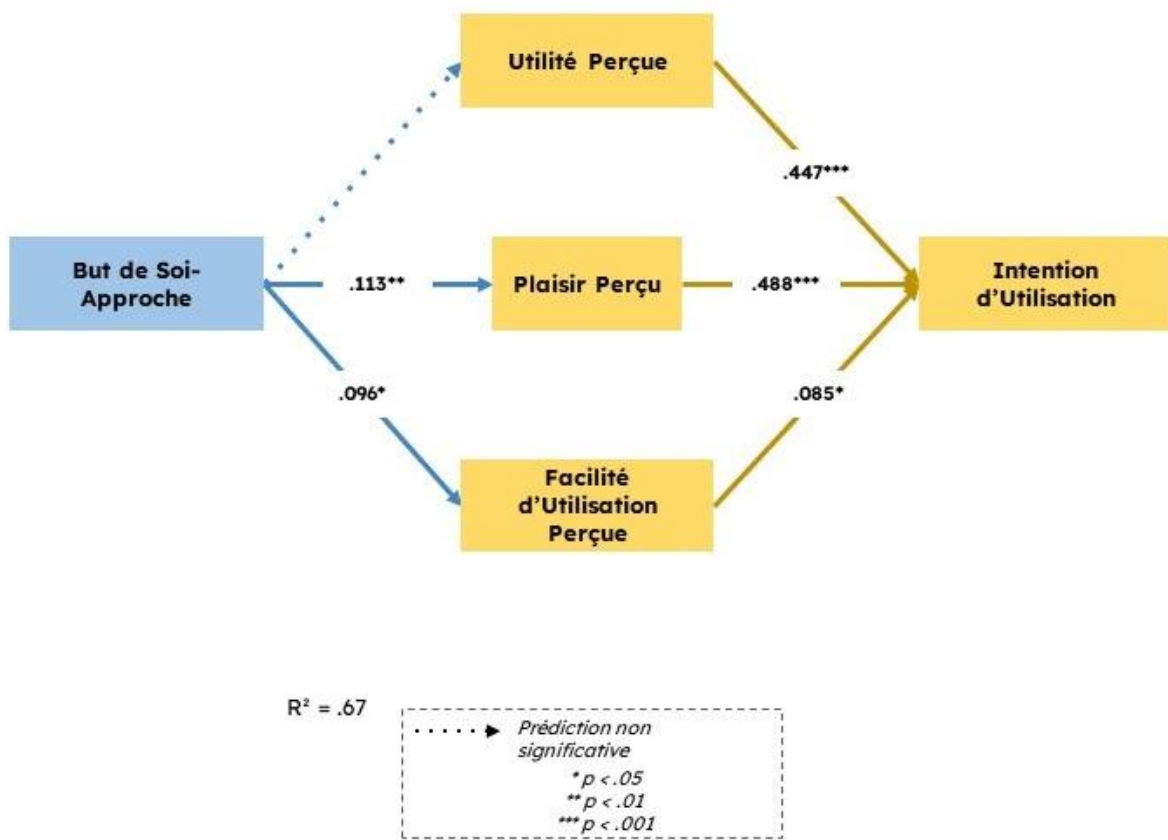 Utilité Perçue
.447***
But de Soi-
Approche
.113**
Plaisir Perçu
.488***
Intention
d’Utilisation
.096*
.085*
Facilité
d’Utilisation
Perçue
R² = .67
Prédiction non
significative
* p < .05
** p < .01
*** p < .001